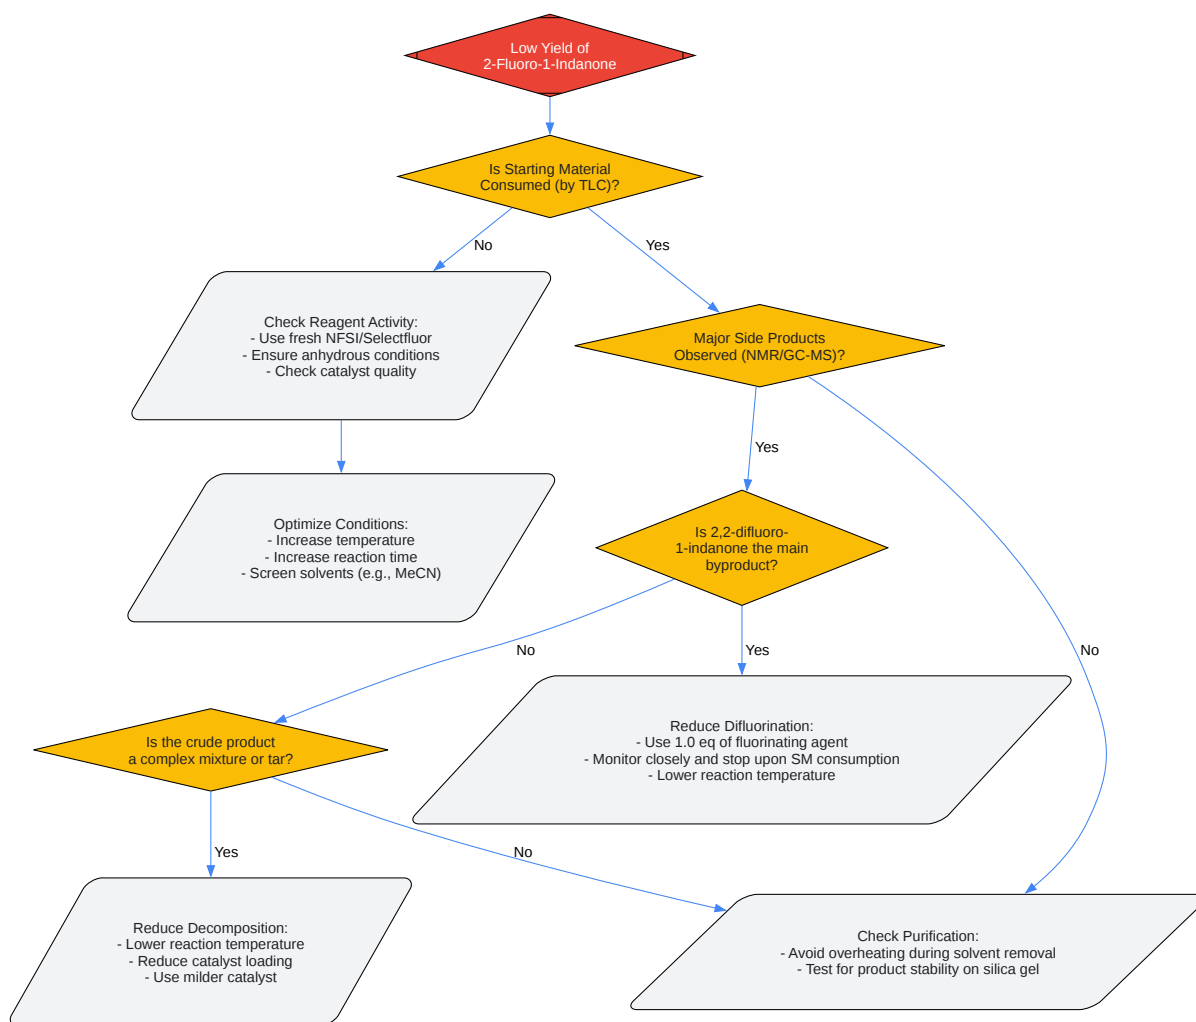 Low Yield of
2-Fluoro-1-Indanone
Is Starting Material
Consumed (by TLC)?
No
Yes
Check Reagent Activity:
- Use fresh NFSI/Selectfluor
- Ensure anhydrous conditions
- Check catalyst quality
Major Side Products
Observed (NMR/GC-MS)?
Yes
Optimize Conditions:
- Increase temperature
- Increase reaction time
- Screen solvents (e.g., MeCN)
Is 2,2-difluoro-
1-indanone the main
byproduct?
No
Yes
No
Reduce Difluorination:
- Use 1.0 eq of fluorinating agent
- Monitor closely and stop upon SM consumption
- Lower reaction temperature
Is the crude product
a complex mixture or tar?
Yes
No
Reduce Decomposition:
- Lower reaction temperature
- Reduce catalyst loading
- Use milder catalyst
Check Purification:
- Avoid overheating during solvent removal
- Test for product stability on silica gel